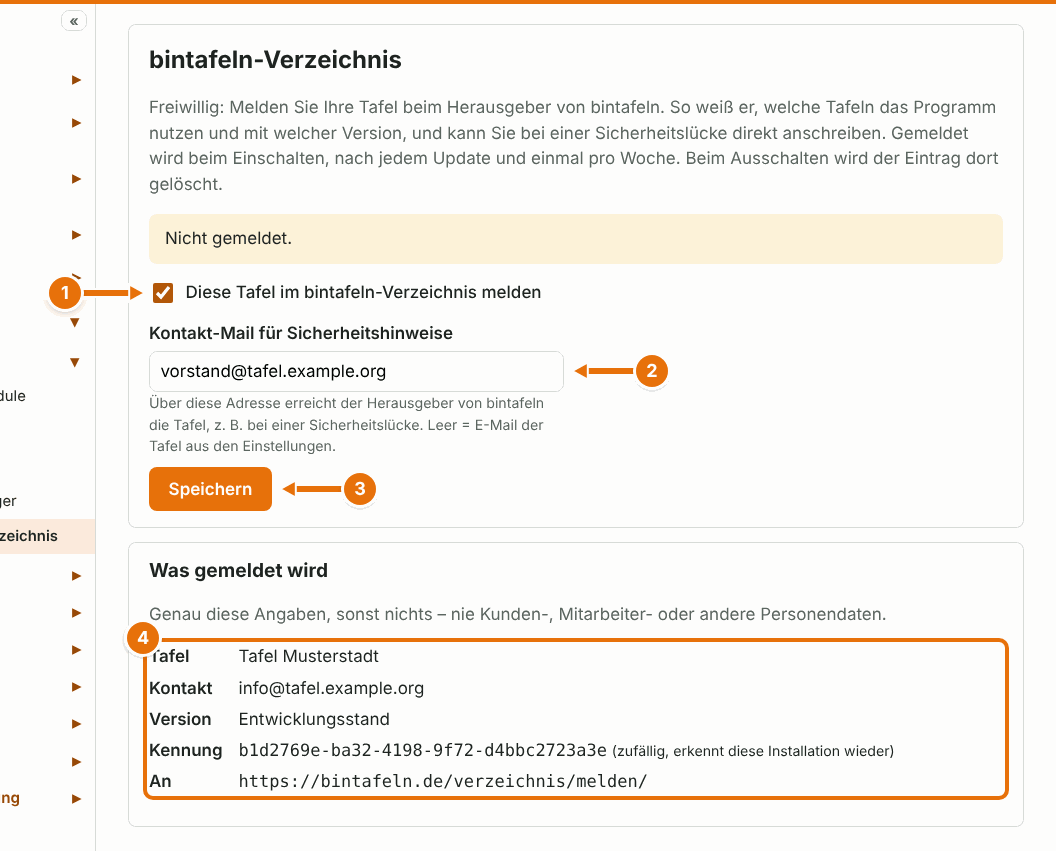 «
bintafeln-Verzeichnis
Freiwillig: Melden Sie Ihre Tafel beim Herausgeber von bintafeln. So weiß er, welche Tafeln das Programm
nutzen und mit welcher Version, und kann Sie bei einer Sicherheitslücke direkt anschreiben. Gemeldet
wird beim Einschalten, nach jedem Update und einmal pro Woche. Beim Ausschalten wird der Eintrag dort
gelöscht.
Nicht gemeldet.
1
Diese Tafel im bintafeln-Verzeichnis melden
Kontakt-Mail für Sicherheitshinweise
vorstand@tafel.example.org
2
Über diese Adresse erreicht der Herausgeber von bintafeln
die Tafel, z. B. bei einer Sicherheitslücke. Leer = E-Mail der
Tafel aus den Einstellungen.
Speichern
3
dule
ger
zeichnis
ng
Was gemeldet wird
Genau diese Angaben, sonst nichts – nie Kunden-, Mitarbeiter- oder andere Personendaten.
4
Tafel Tafel Musterstadt
Kontakt info@tafel.example.org
Version Entwicklungsstand
Kennung b1d2769e-ba32-4198-9f72-d4bbc2723a3e (zufällig, erkennt diese Installation wieder)
An https://bintafeln.de/verzeichnis/melden/